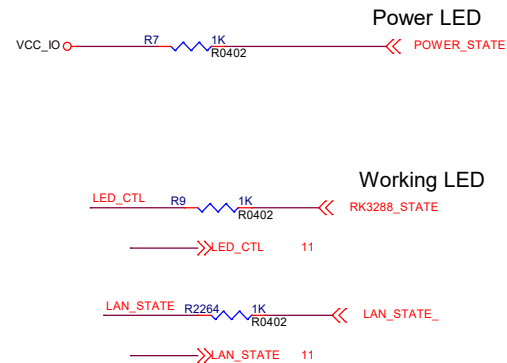 Power LED
VCC_IO R7 1K POWER_STATE
R0402
Working LED
LED_CTL R9 1K RK3288_STATE
R0402
LED_CTL 11
LAN_STATE R2264 1K LAN_STATE_
R0402
LAN_STATE 11